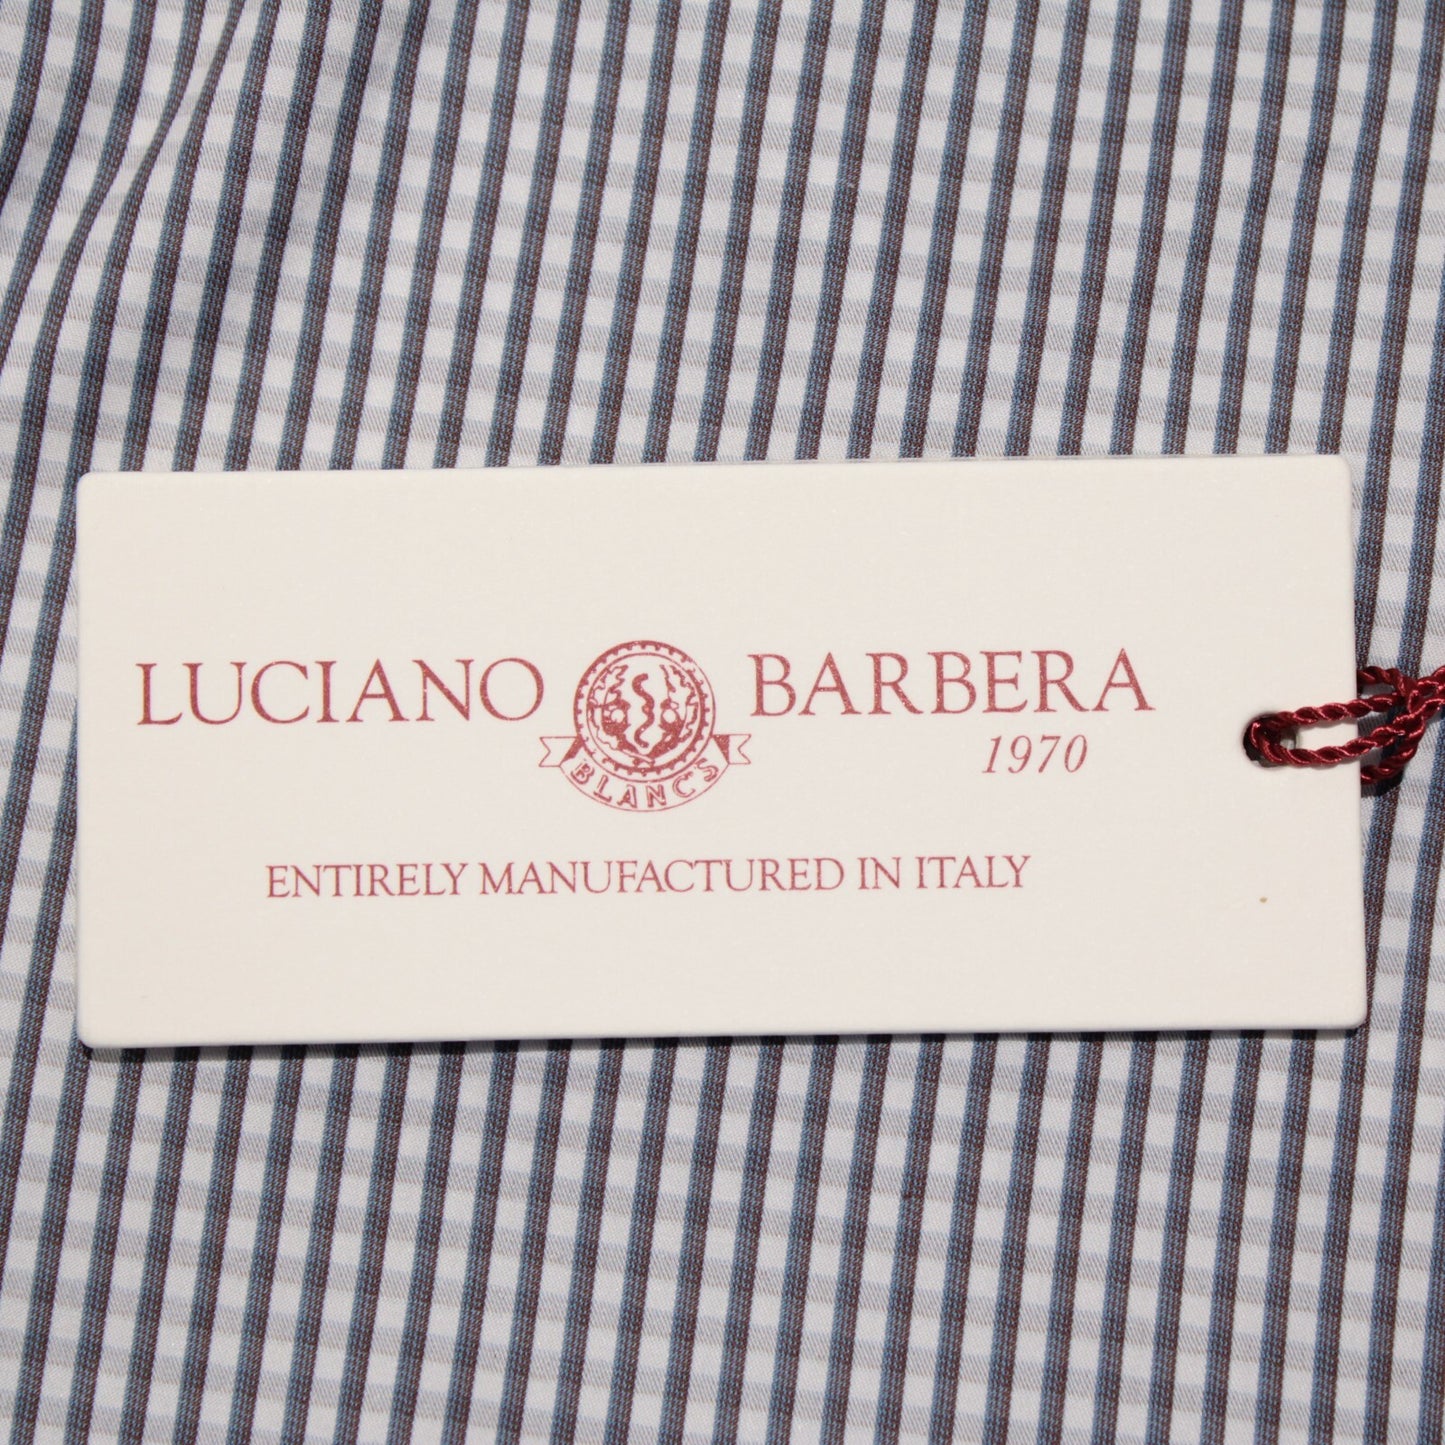 LUCIANO BARBERA
1970
BLANC'S
ENTIRELY MANUFACTURED IN ITALY